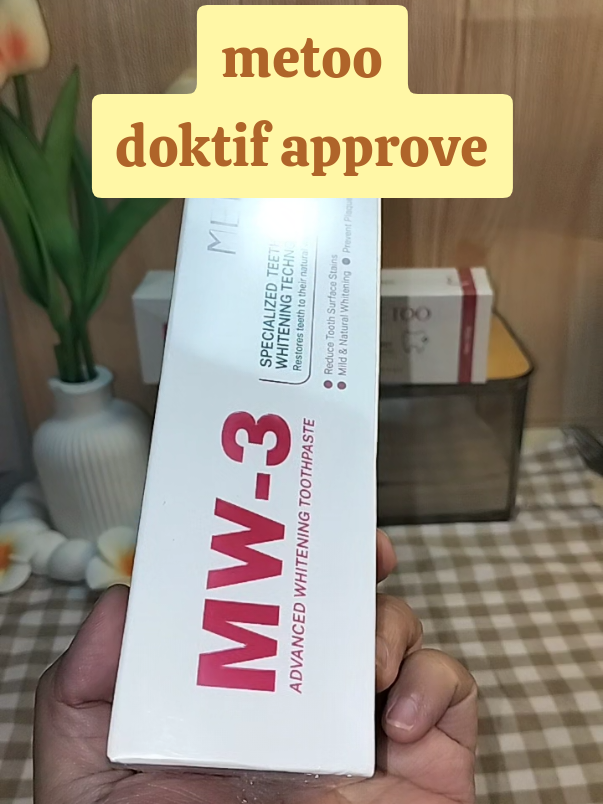 metoo
doktif approve
SPECIALIZED TEETH
WHITENING TECHN
Restores teeth to their natural
Reduce Tooth Surface Stains
Mild & Natural Whitening
Prevent Plaque
MW-3
ADVANCED WHITENING TOOTHPASTE